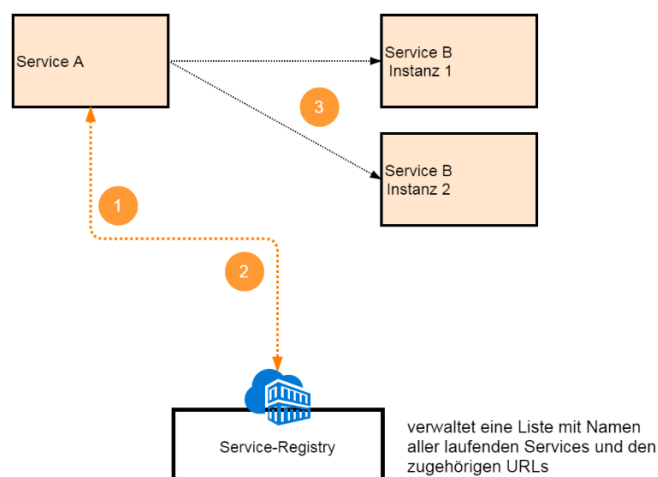 Service A
Service B
Instanz 1
3
Service B
Instanz 2
1
2
Service-Registry
verwaltet eine Liste mit Namen
aller laufenden Services und den
zugehörigen URLs